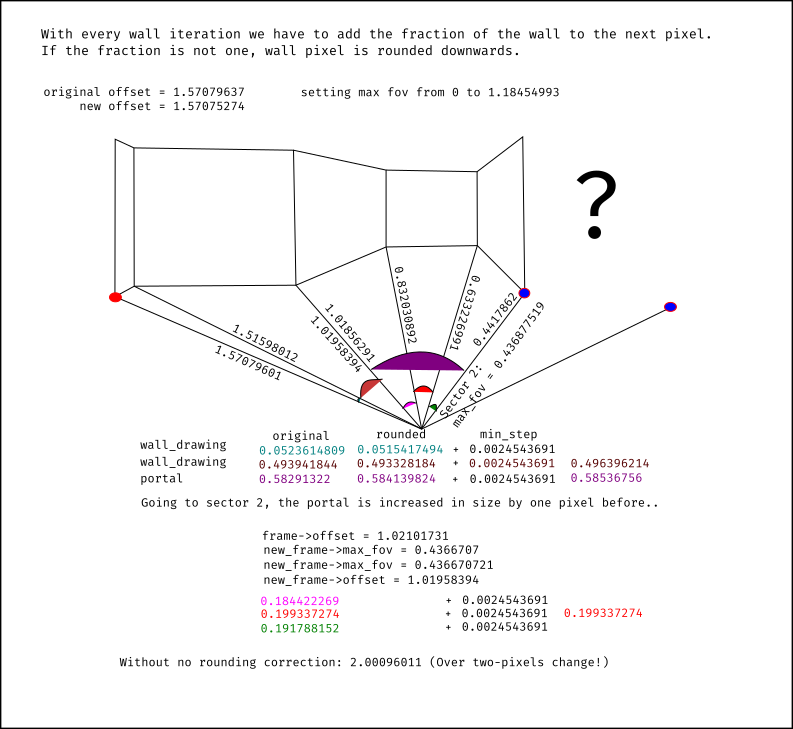 With every wall iteration we have to add the fraction of the wall to the next pixel.
If the fraction is not one, wall pixel is rounded downwards.
original offset = 1.57079637 setting max fov from 0 to 1.18454993
new offset = 1.57075274
?
0.832030892
0.633226991
0.4417862
1.01856291
1.01958394
1.51598012
1.57079601
Sector 2:
max_fov = 0.436877519
original rounded min_step
wall_drawing 0.0523614809 0.0515417494 + 0.0024543691
wall_drawing 0.493941844 0.493328184 + 0.0024543691 0.496396214
portal 0.58291322 0.584139824 + 0.0024543691 0.58536756
Going to sector 2, the portal is increased in size by one pixel before..
frame->offset = 1.02101731
new_frame->max_fov = 0.4366707
new_frame->max_fov = 0.436670721
new_frame->offset = 1.01958394
0.184422269 + 0.0024543691
0.199337274 + 0.0024543691 0.199337274
0.191788152 + 0.0024543691
Without no rounding correction: 2.00096011 (Over two-pixels change!)